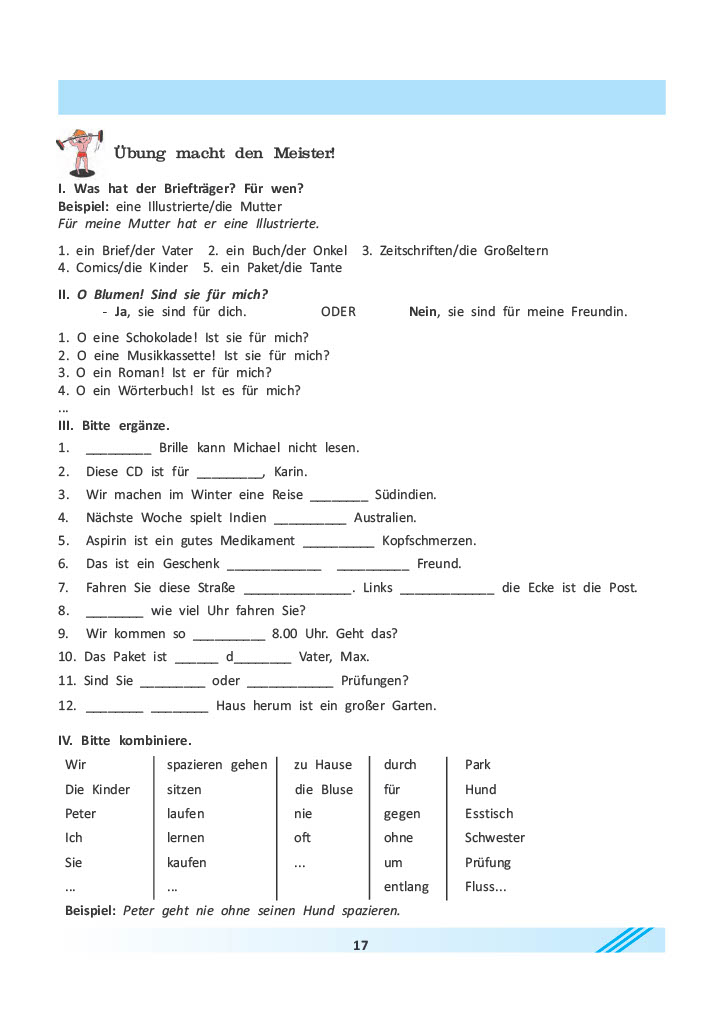 Übung macht den Meister!
I. Was hat der Briefträger? Für wen?
Beispiel: eine Illustrierte/die Mutter
Für meine Mutter hat er eine Illustrierte.
1. ein Brief/der Vater 2. ein Buch/der Onkel 3. Zeitschriften/die Großeltern
4. Comics/die Kinder 5. ein Paket/die Tante
II. O Blumen! Sind sie für mich?
- Ja, sie sind für dich. ODER Nein, sie sind für meine Freundin.
1. O eine Schokolade! Ist sie für mich?
2. O eine Musikkassette! Ist sie für mich?
3. O ein Roman! Ist er für mich?
4. O ein Wörterbuch! Ist es für mich?
...
III. Bitte ergänze.
1. _________ Brille kann Michael nicht lesen.
2. Diese CD ist für _________, Karin.
3. Wir machen im Winter eine Reise ________ Südindien.
4. Nächste Woche spielt Indien __________ Australien.
5. Aspirin ist ein gutes Medikament __________ Kopfschmerzen.
6. Das ist ein Geschenk _____________ __________ Freund.
7. Fahren Sie diese Straße _______________. Links _____________ die Ecke ist die Post.
8. ________ wie viel Uhr fahren Sie?
9. Wir kommen so __________ 8.00 Uhr. Geht das?
10. Das Paket ist ______ d________ Vater, Max.
11. Sind Sie _________ oder ____________ Prüfungen?
12. ________ ________ Haus herum ist ein großer Garten.
IV. Bitte kombiniere.
Wir spazieren gehen zu Hause durch Park
Die Kinder sitzen die Bluse für Hund
Peter laufen nie gegen Esstisch
Ich lernen oft ohne Schwester
Sie kaufen ... um Prüfung
... ... entlang Fluss...
Beispiel: Peter geht nie ohne seinen Hund spazieren.
17